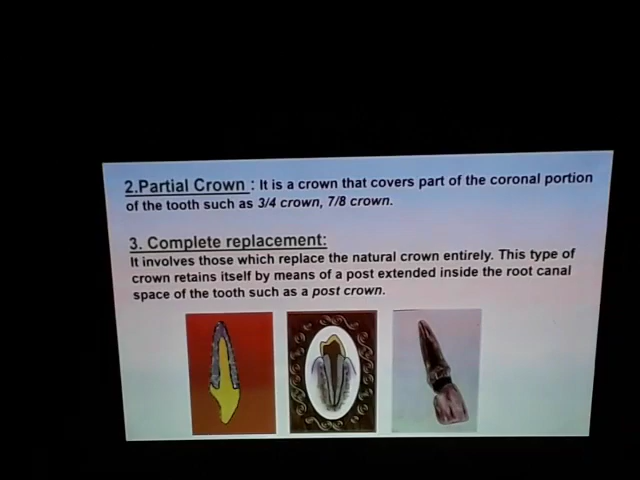 2.Partial Crown : It is a crown that covers part of the coronal portion
of the tooth such as 3/4 crown, 7/8 crown.
3. Complete replacement:
It involves those which replace the natural crown entirely. This type of
crown retains itself by means of a post extended inside the root canal
space of the tooth such as a post crown.